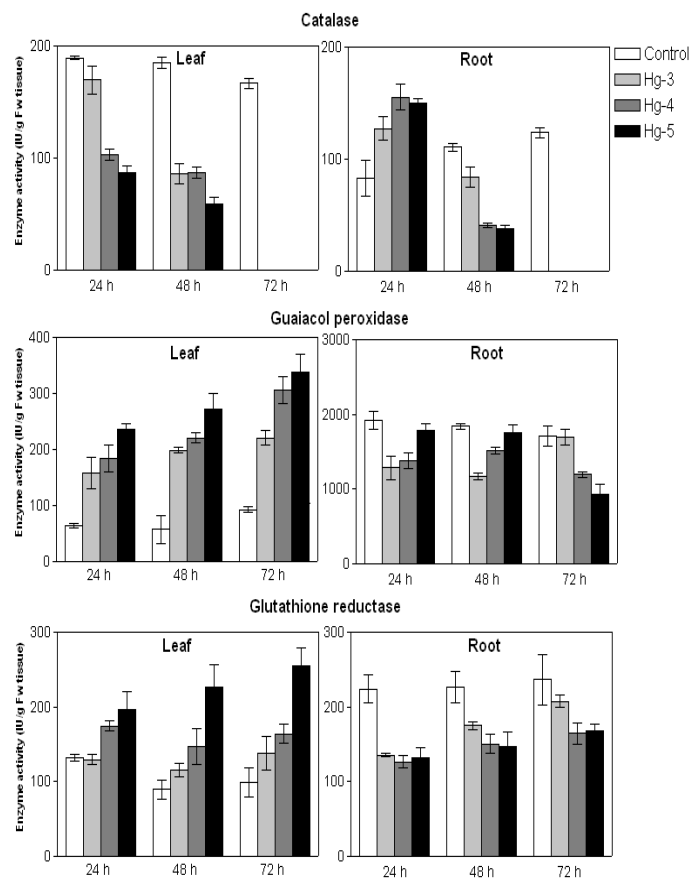 Catalase
Leaf
Root
Control
Hg-3
Hg-4
Hg-5
Enzyme activity (IU/g Fw tissue)
200
100
0
24 h 48 h 72 h
200
100
0
24 h 48 h 72 h
Guaiacol peroxidase
Leaf
Root
Enzyme activity (IU/g Fw tissue)
400
300
200
100
0
24 h 48 h 72 h
3000
2000
1000
0
24 h 48 h 72 h
Glutathione reductase
Leaf
Root
Enzyme activity (IU/g Fw tissue)
300
200
100
0
24 h 48 h 72 h
300
200
100
0
24 h 48 h 72 h